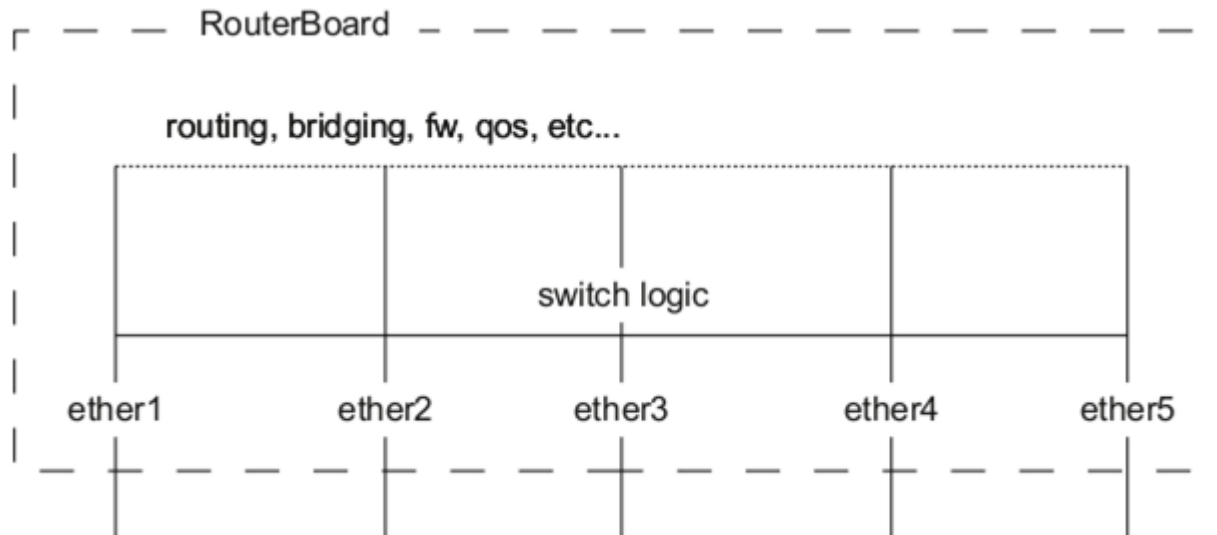 RouterBoard
routing, bridging, fw, qos, etc...
switch logic
ether1 ether2 ether3 ether4 ether5